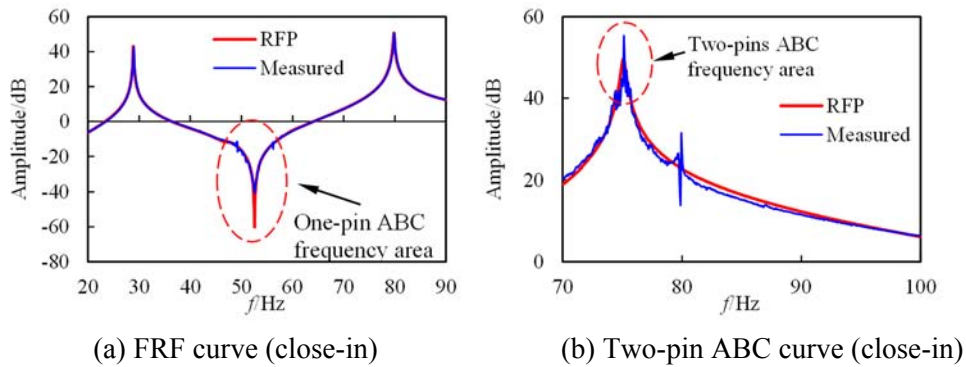 Amplitude/dB
60
40
20
0
-20
-40
-60
-80
RFP
Measured
One-pin ABC
frequency area
20 30 40 50 60 70 80 90
f/Hz
(a) FRF curve (close-in)
Amplitude/dB
60
40
20
0
Two-pins ABC
frequency area
RFP
Measured
70 80 90 100
f/Hz
(b) Two-pin ABC curve (close-in)